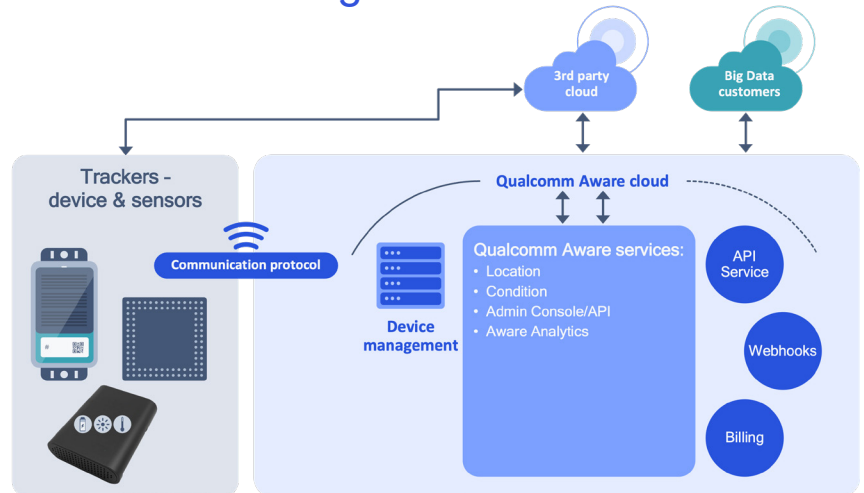 3rd party
cloud
Big Data
customers
Trackers -
device & sensors
Communication protocol
Qualcomm Aware cloud
Device
management
Qualcomm Aware services:
• Location
• Condition
• Admin Console/API
• Aware Analytics
API
Service
Webhooks
Billing
#